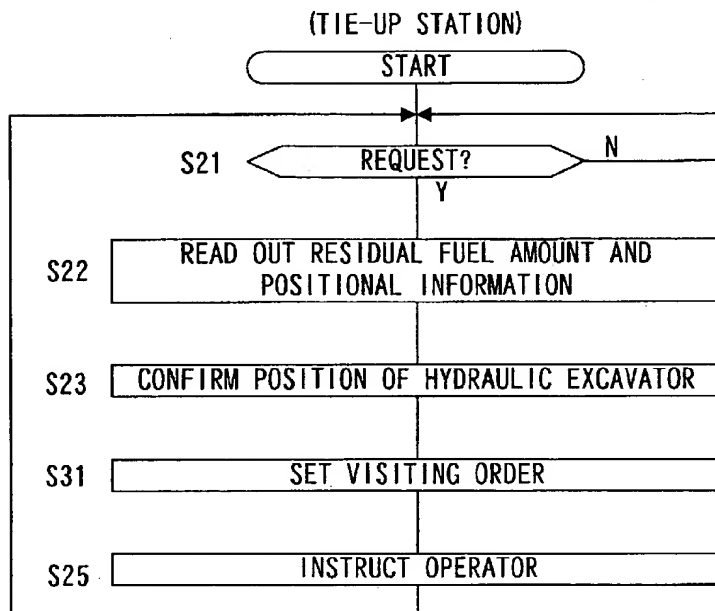 (TIE-UP STATION)
START
S21
REQUEST?
N
Y
S22
READ OUT RESIDUAL FUEL AMOUNT AND
POSITIONAL INFORMATION
S23
CONFIRM POSITION OF HYDRAULIC EXCAVATOR
S31
SET VISITING ORDER
S25
INSTRUCT OPERATOR